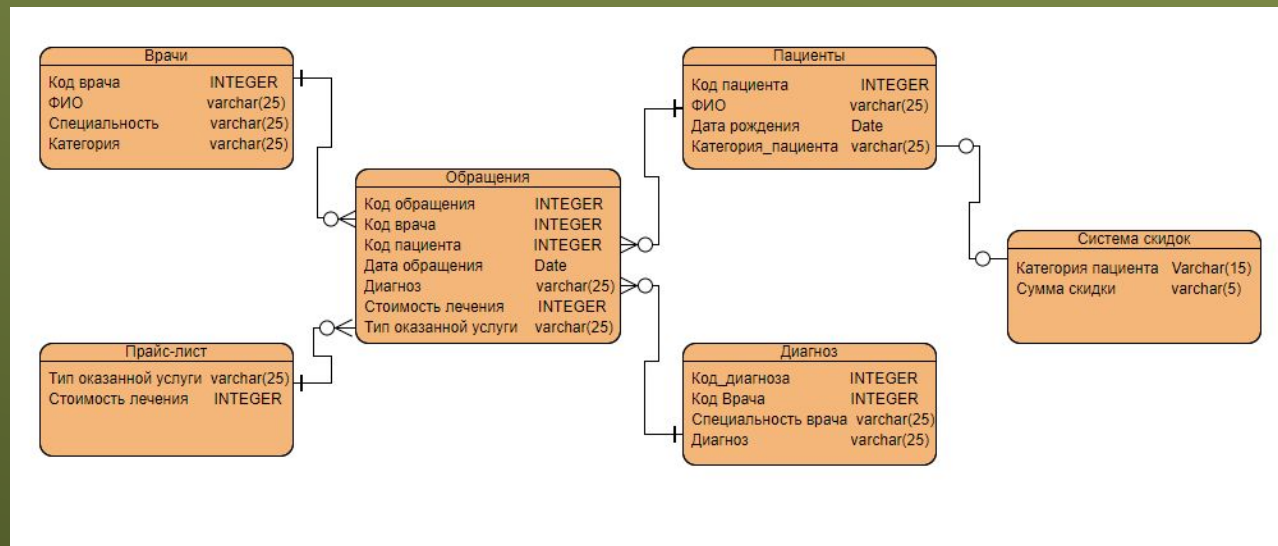 Врачи
Код врача INTEGER
ФИО varchar(25)
Специальность varchar(25)
Категория varchar(25)
Пациенты
Код пациента INTEGER
ФИО varchar(25)
Дата рождения Date
Категория_пациента varchar(25)
Обращения
Код обращения INTEGER
Код врача INTEGER
Код пациента INTEGER
Дата обращения Date
Диагноз varchar(25)
Стоимость лечения INTEGER
Тип оказанной услуги varchar(25)
Система скидок
Категория пациента Varchar(15)
Сумма скидки varchar(5)
Прайс-лист
Тип оказанной услуги varchar(25)
Стоимость лечения INTEGER
Диагноз
Код_диагноза INTEGER
Код Врача INTEGER
Специальность врача varchar(25)
Диагноз varchar(25)